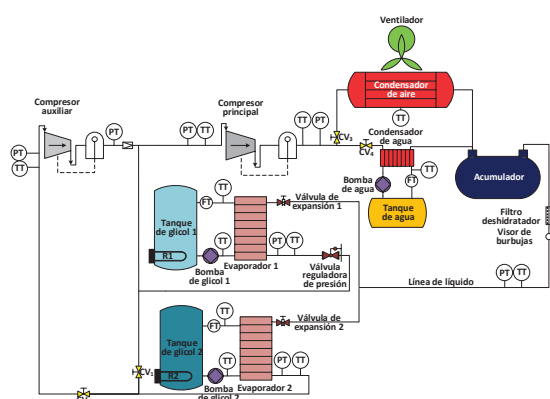 Ventilador
Condensador
de aire
TT
Compresor
auxiliar
PT
PT
TT
Compresor
principal
PT
TT
TT
PT
CV₃
Condensador
de agua
CV₄
TT
FT
Bomba
de agua
Tanque
de agua
Acumulador
Filtro
deshidratador
Visor de
burbujas
PT
TT
Línea de líquido
Tanque
de glicol 1
R1
FT
TT
TT
Bomba de
glicol 1
Evaporador 1
Válvula de
expansión 1
PT
TT
Válvula
reguladora
de presión
Tanque
de glicol 2
R2
FT
TT
TT
Bomba de
glicol 2
Evaporador 2
Válvula de
expansión 2
PT
TT